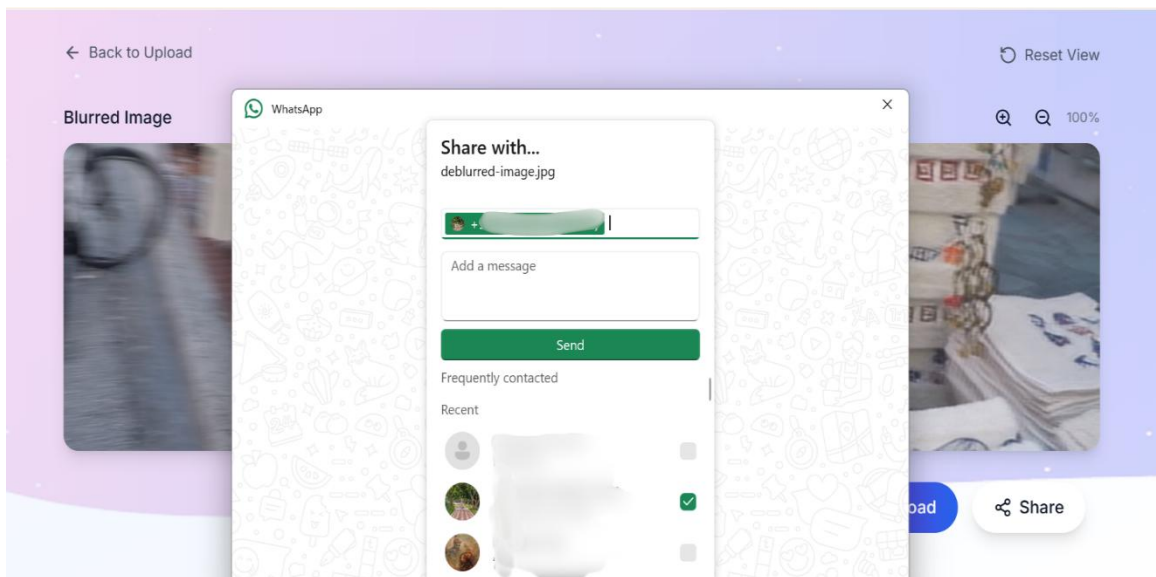 Back to Upload
Reset View
Blurred Image
WhatsApp
100%
Share with...
deblurred-image.jpg
Add a message
Send
Frequently contacted
Recent
Share